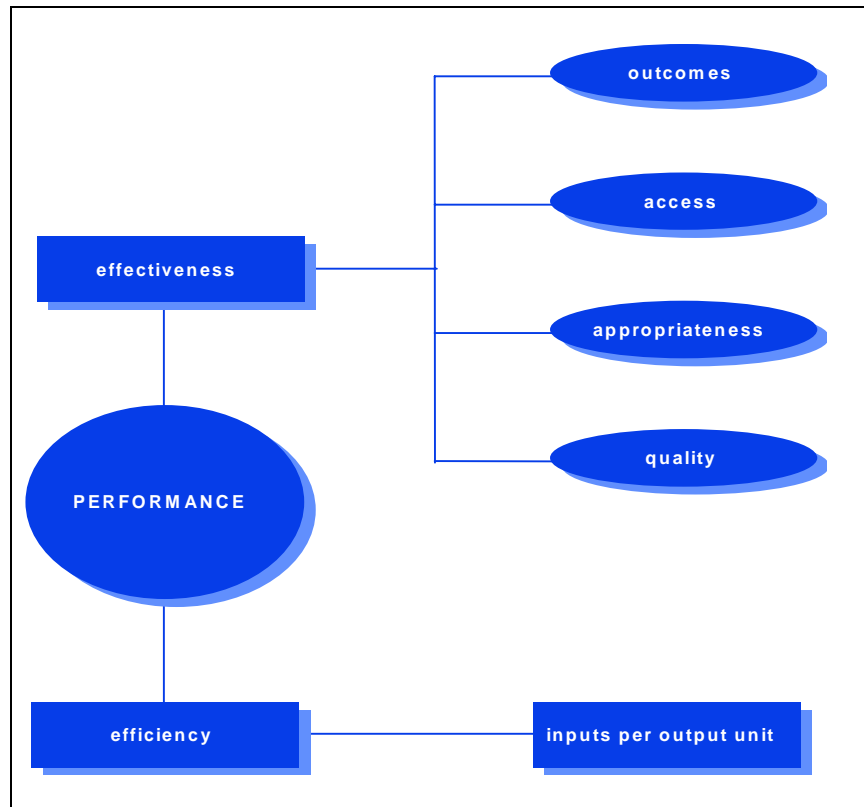 outcomes
access
effectiveness
appropriateness
quality
PERFORMANCE
efficiency
inputs per output unit